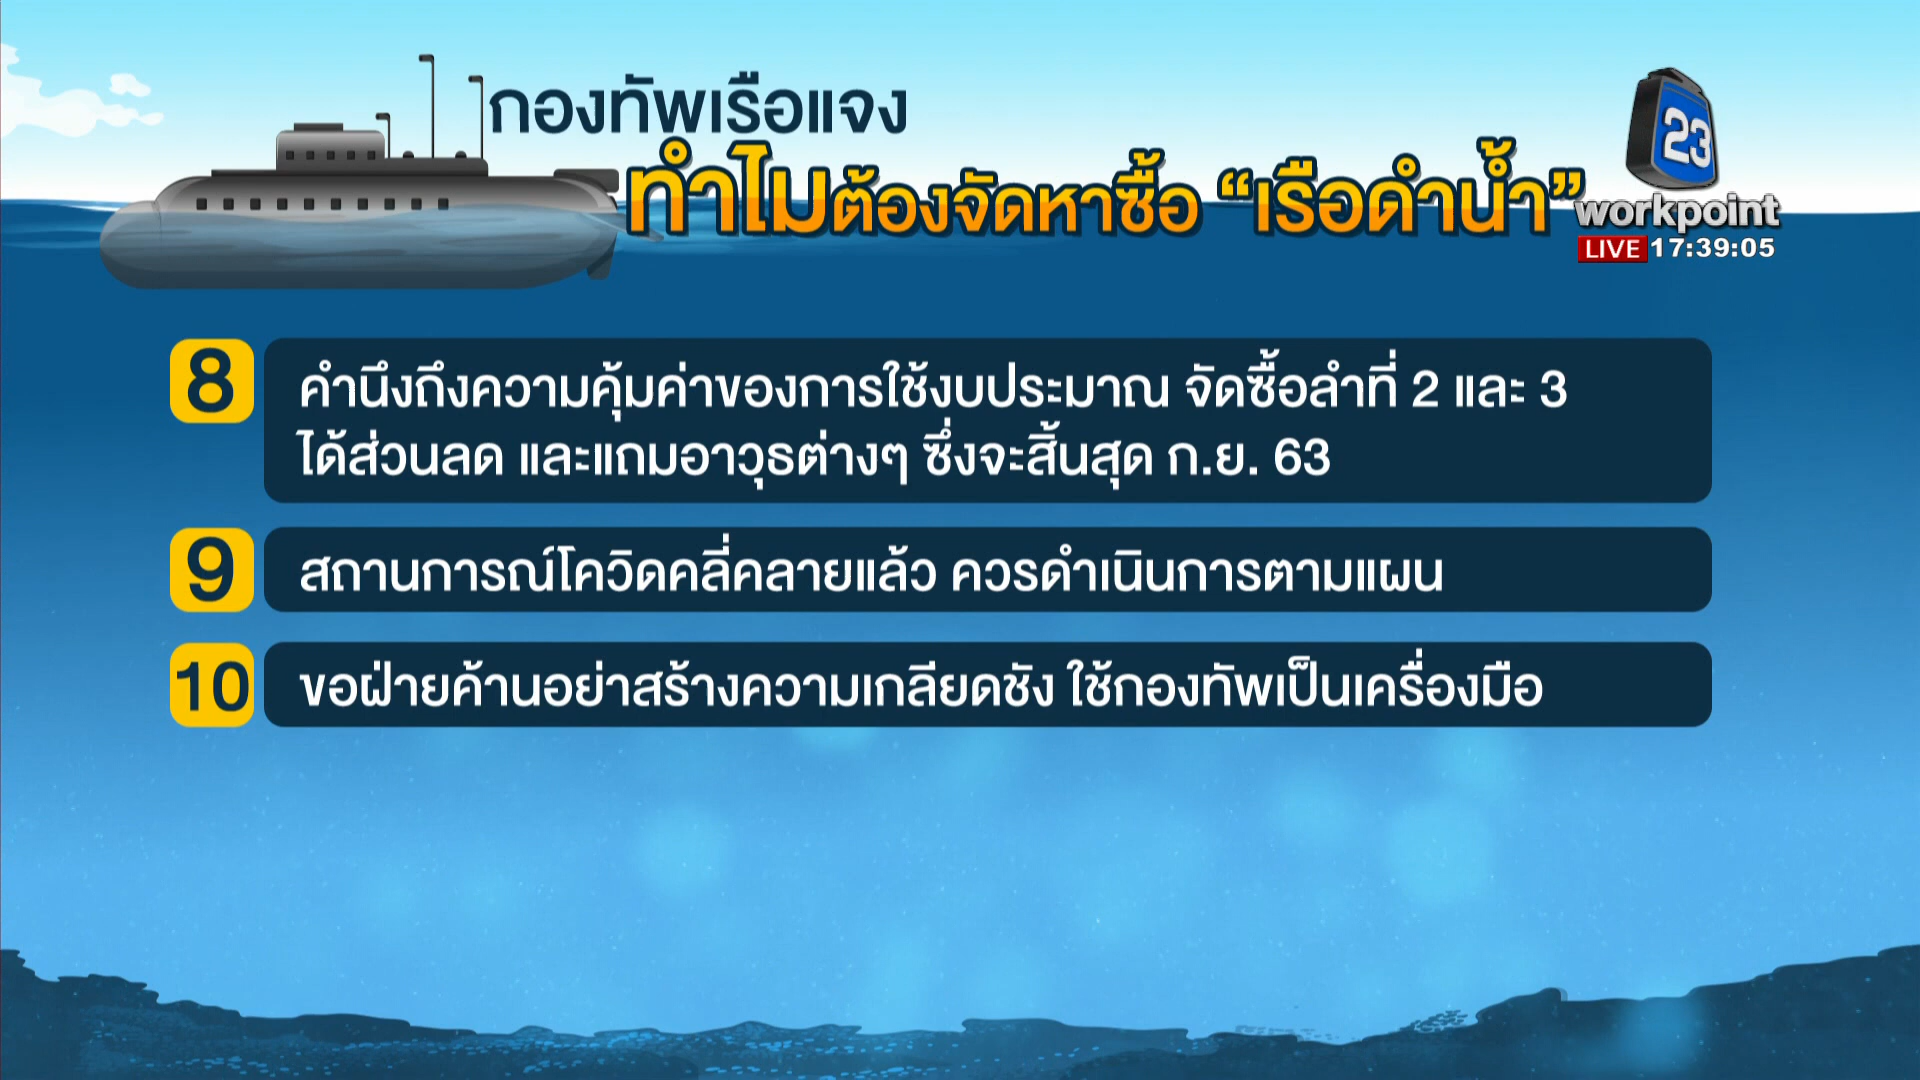 กองทัพเรือแจง
ทำไมต้องจัดหาซื้อ “เรือดำน้ำ”
23
workpoint
LIVE 17:39:05
8
คำนึงถึงความคุ้มค่าของการใช้งบประมาณ จัดซื้อลำที่ 2 และ 3
ได้ส่วนลด และแถมอาวุธต่างๆ ซึ่งจะสิ้นสุด ก.ย. 63
9
สถานการณ์โควิดคลี่คลายแล้ว ควรดำเนินการตามแผน
10
ขอฝ่ายค้านอย่าสร้างความเกลียดชัง ใช้กองทัพเป็นเครื่องมือ